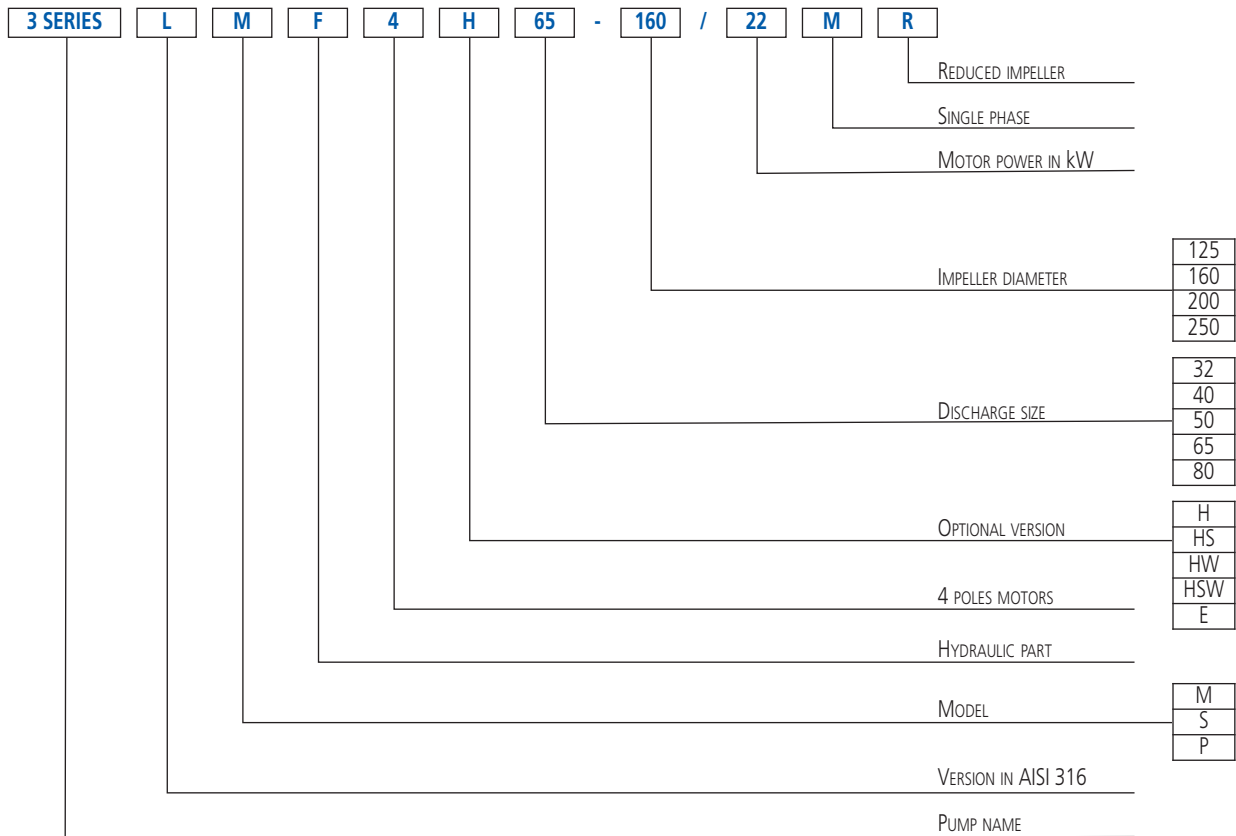 3 SERIES L M F 4 H 65 - 160 / 22 M R
REDUCED IMPELLER
SINGLE PHASE
MOTOR POWER IN kW
125
IMPELLER DIAMETER 160
200
250
32
40
DISCHARGE SIZE 50
65
80
H
OPTIONAL VERSION HS
HW
4 POLES MOTORS HSW
E
HYDRAULIC PART
M
MODEL S
P
VERSION IN AISI 316
PUMP NAME